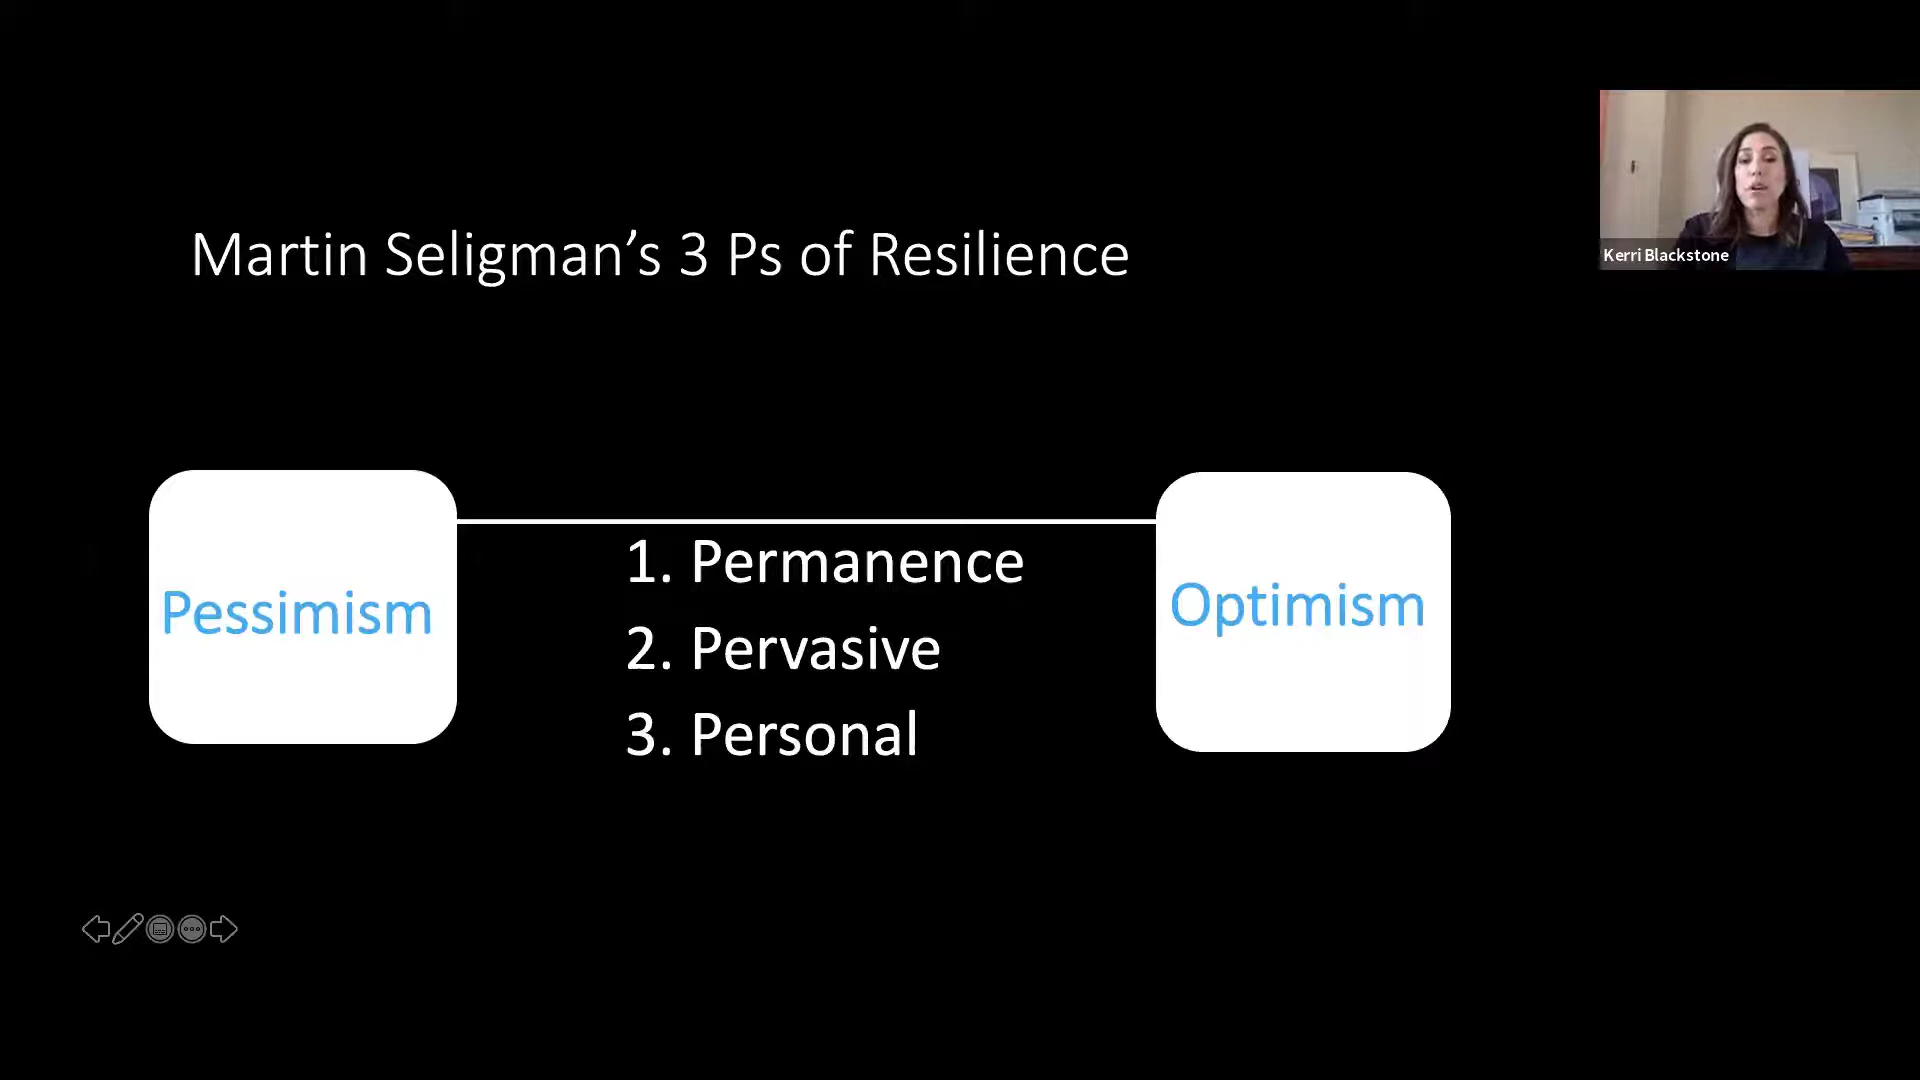 Martin Seligman’s 3 Ps of Resilience
Kerri Blackstone
Pessimism
1. Permanence
2. Pervasive
3. Personal
Optimism